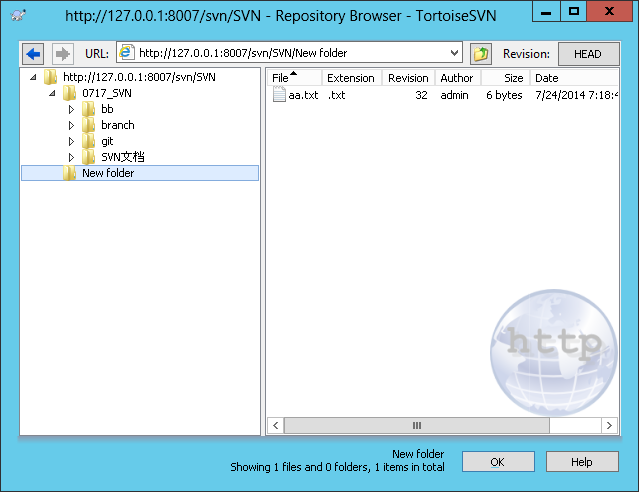 http://127.0.0.1:8007/svn/SVN - Repository Browser - TortoiseSVN
URL: http://127.0.0.1:8007/svn/SVN/New folder Revision: HEAD
http://127.0.0.1:8007/svn/SVN
0717_SVN
bb
branch
git
SVN文档
New folder
File Extension Revision Author Size Date
aa.txt .txt 32 admin 6 bytes 7/24/2014 7:18:4
http
New folder
Showing 1 files and 0 folders, 1 items in total
OK Help